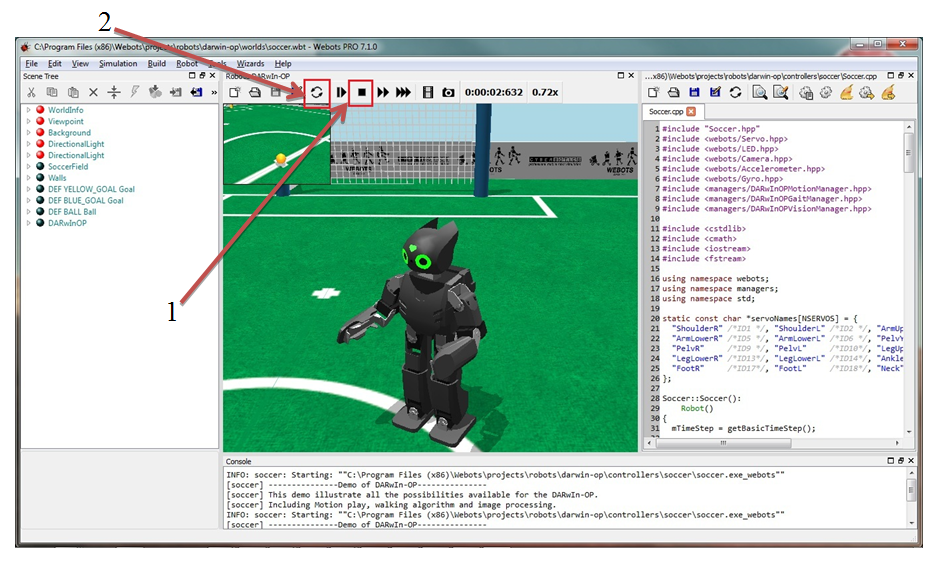 2
C:\Program Files (x86)\Webots\projects\robots\darwin-op\worlds\soccer.wbt - Webots PRO 7.1.0
File Edit View Simulation Build Robot Tools Wizards Help
Scene Tree
WorldInfo
Viewpoint
Background
DirectionalLight
DirectionalLight
SoccerField
Walls
DEF YELLOW_GOAL Goal
DEF BLUE_GOAL Goal
DEF BALL Ball
DARwInOP
DARwIn-OP
0:00:02:632 0.72x
WEBOTS
1
...x86)\Webots\projects\robots\darwin-op\controllers\soccer\Soccer.cpp
Soccer.cpp
1 #include "Soccer.hpp"
2 #include <webots/Servo.hpp>
3 #include <webots/LED.hpp>
4 #include <webots/Camera.hpp>
5 #include <webots/Accelerometer.hpp>
6 #include <webots/Gyro.hpp>
7 #include <managers/DARwInOPMotionManager.hpp>
8 #include <managers/DARwInOPGaitManager.hpp>
9 #include <managers/DARwInOPVisionManager.hpp>
10
11 #include <cstdlib>
12 #include <cmath>
13 #include <iostream>
14 #include <fstream>
15
16 using namespace webots;
17 using namespace managers;
18 using namespace std;
19
20 static const char *servoNames[NSERVOS] = {
21 "ShoulderR" /*ID1 */, "ShoulderL" /*ID2 */, "ArmUp
22 "ArmLowerR" /*ID5 */, "ArmLowerL" /*ID6 */, "PelvY
23 "PelvR" /*ID9 */, "PelvL" /*ID10*/, "LegUp
24 "LegLowerR" /*ID13*/, "LegLowerL" /*ID14*/, "Ankle
25 "FootR" /*ID17*/, "FootL" /*ID18*/, "Neck"
26 };
27
28 Soccer::Soccer():
29 Robot()
30 {
31 mTimeStep = getBasicTimeStep();
Console
INFO: soccer: Starting: ""C:\Program Files (x86)\Webots\projects\robots\darwin-op\controllers\soccer\soccer.exe_webots""
[soccer] ---------------Demo of DARwIn-OP---------------
[soccer] This demo illustrate all the possibilities available for the DARwIn-OP.
[soccer] Including Motion play, walking algorithm and image processing.
INFO: soccer: Starting: ""C:\Program Files (x86)\Webots\projects\robots\darwin-op\controllers\soccer\soccer.exe_webots""
[soccer] ---------------Demo of DARwIn-OP---------------